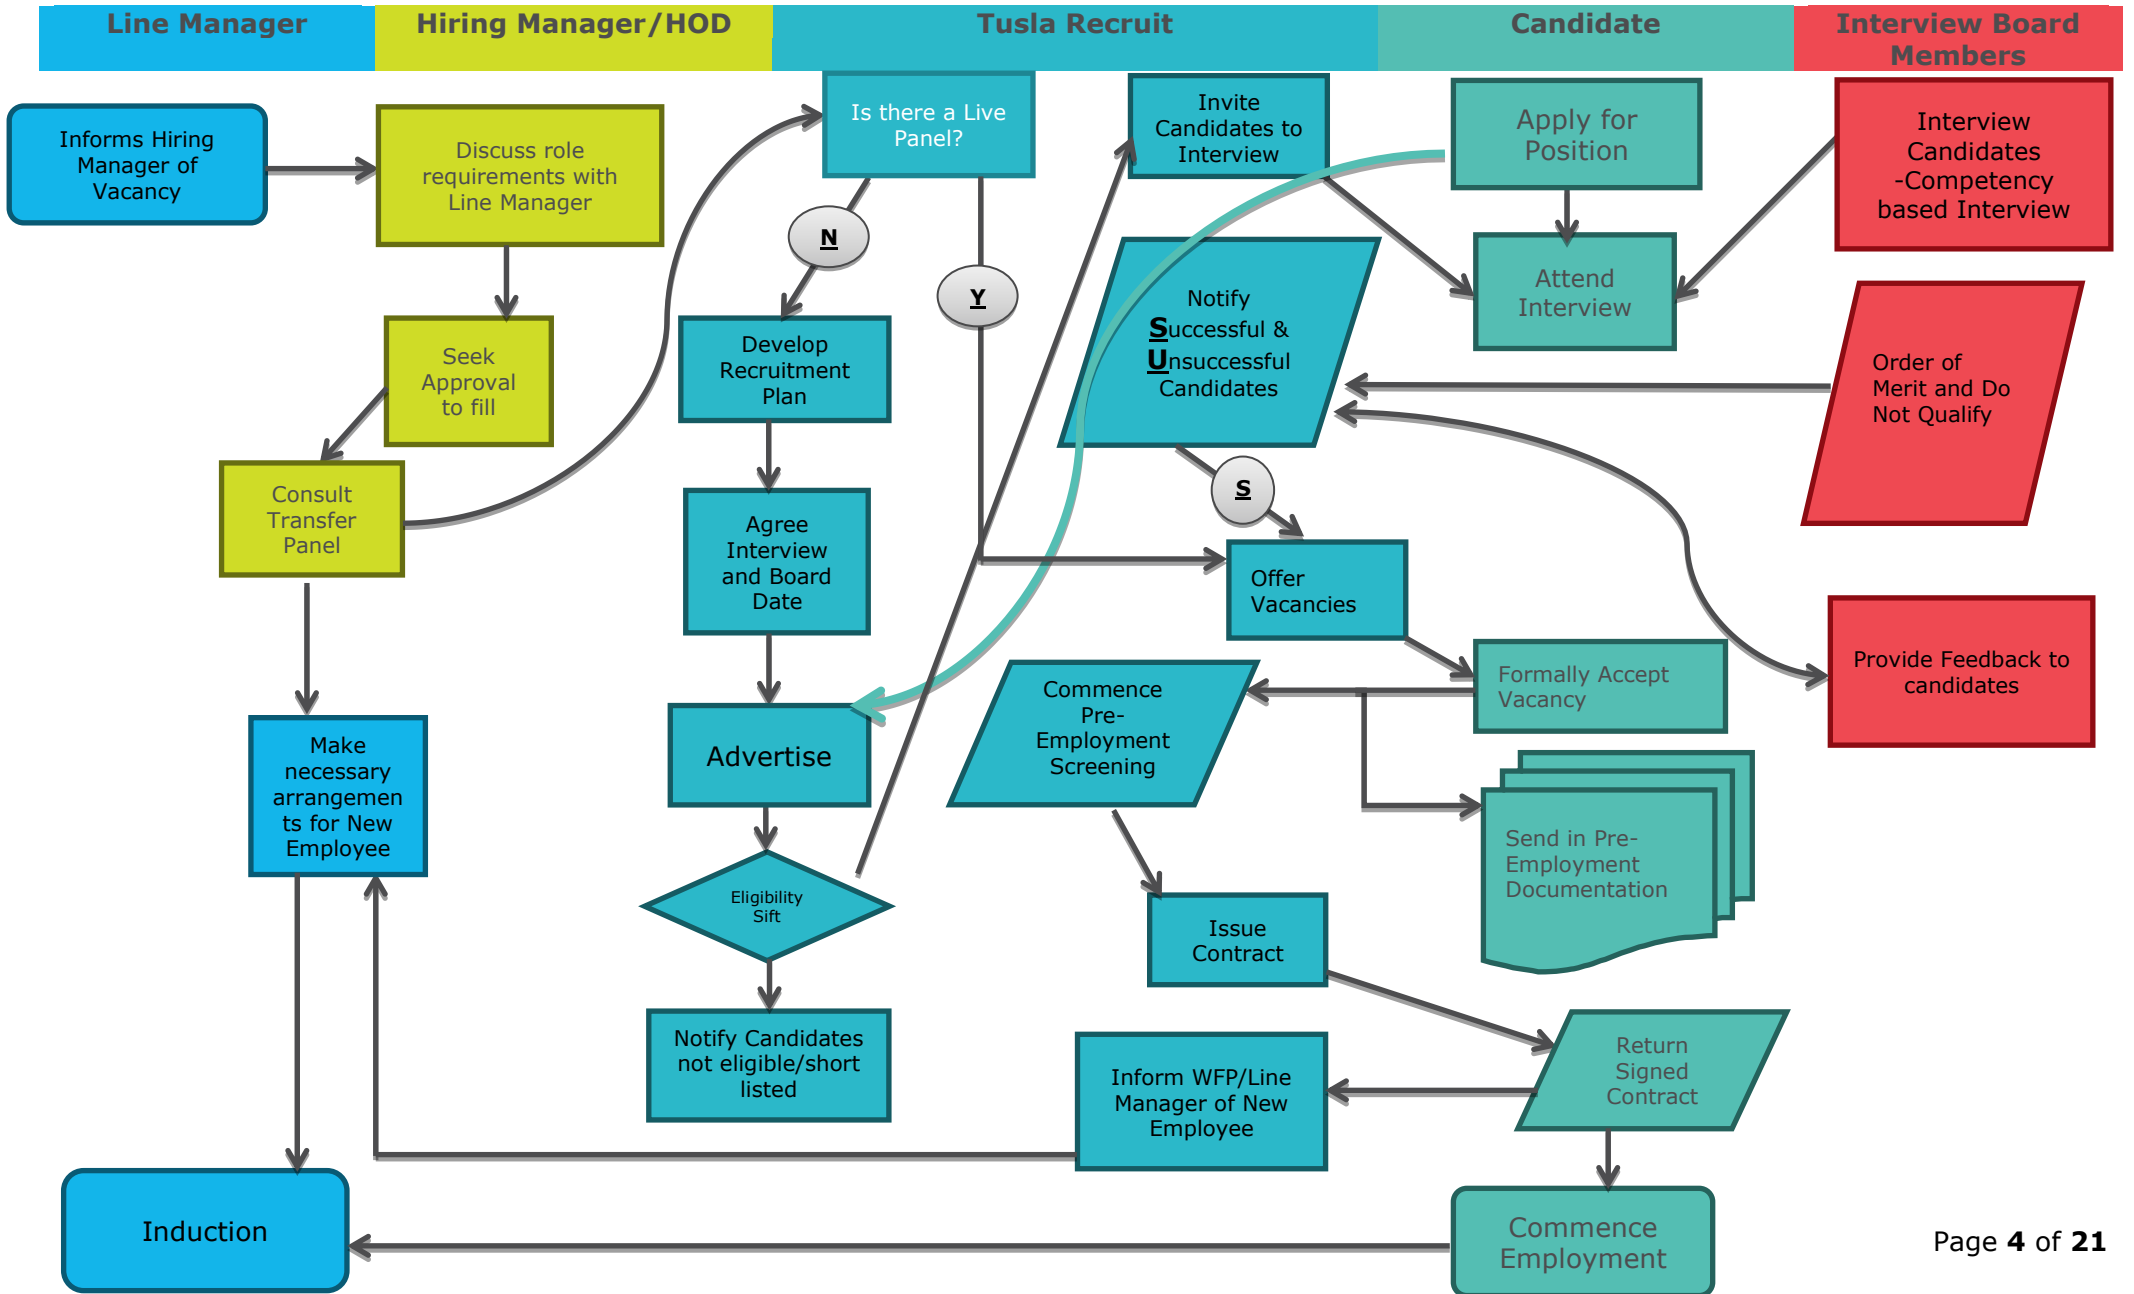 Line Manager
Hiring Manager/HOD
Tusla Recruit
Candidate
Interview Board
Members
Informs Hiring
Manager of
Vacancy
Discuss role
requirements with
Line Manager
Seek
Approval
to fill
Consult
Transfer
Panel
Make
necessary
arrangemen
ts for New
Employee
Induction
Is there a Live
Panel?
N
Y
Develop
Recruitment
Plan
Agree
Interview
and Board
Date
Advertise
Eligibility
Sift
Notify Candidates
not eligible/short
listed
Invite
Candidates to
Interview
Notify
Successful &
Unsuccessful
Candidates
S
Offer
Vacancies
Commence
Pre-
Employment
Screening
Issue
Contract
Inform WFP/Line
Manager of New
Employee
Apply for
Position
Attend
Interview
Formally Accept
Vacancy
Send in Pre-
Employment
Documentation
Return
Signed
Contract
Commence
Employment
Interview
Candidates
-Competency
based Interview
Order of
Merit and Do
Not Qualify
Provide Feedback to
candidates
Page 4 of 21